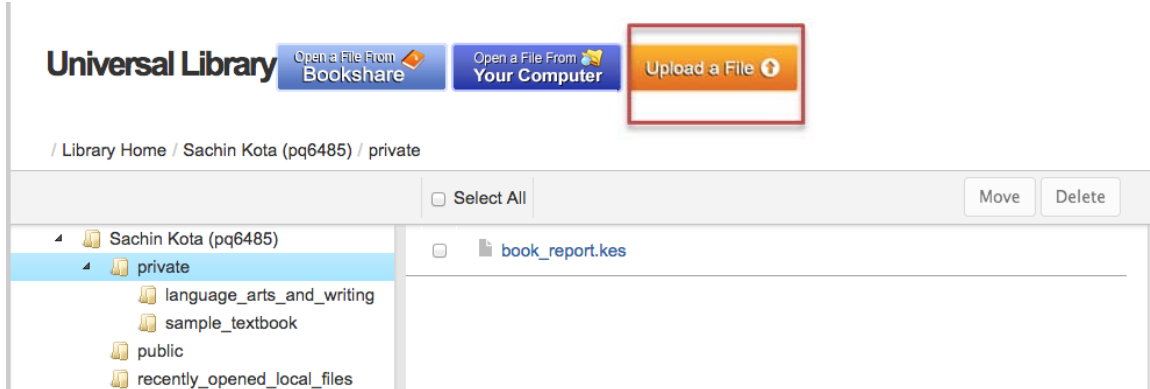 Universal Library
Open a File From
Bookshare
Open a File From
Your Computer
Upload a File
/ Library Home / Sachin Kota (pq6485) / private
Select All
Move
Delete
Sachin Kota (pq6485)
private
language_arts_and_writing
sample_textbook
public
recently_opened_local_files
book_report.kes